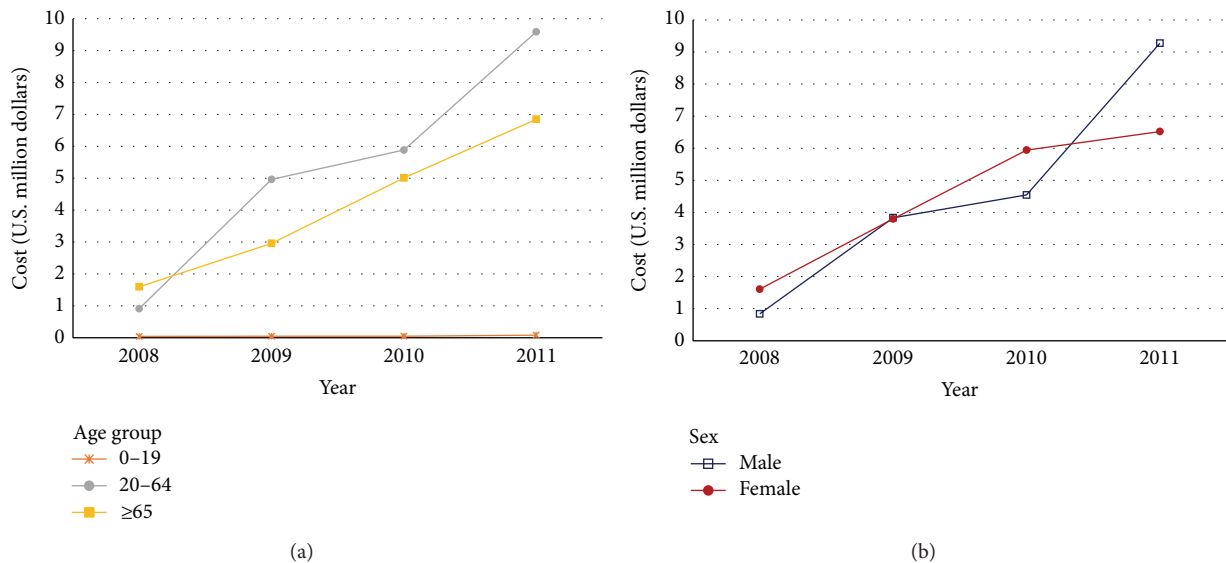 10
9
8
7
6
5
4
3
2
1
0
Cost (U.S. million dollars)
2008 2009 2010 2011
Year
Age group
0–19
20–64
≥65
(a)
10
9
8
7
6
5
4
3
2
1
0
Cost (U.S. million dollars)
2008 2009 2010 2011
Year
Sex
Male
Female
(b)